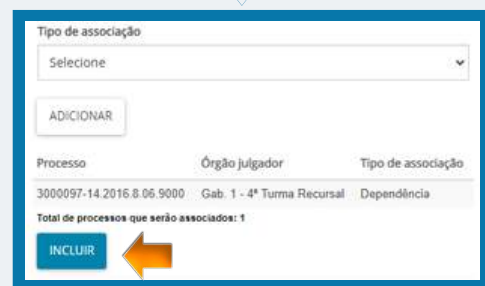 Tipo de associação
Selecione
ADICIONAR
Processo Órgão julgador Tipo de associação
3000097-14.2016.8.06.9000 Gab. 1 - 4ª Turma Recursal Dependência
Total de processos que serão associados: 1
INCLUIR